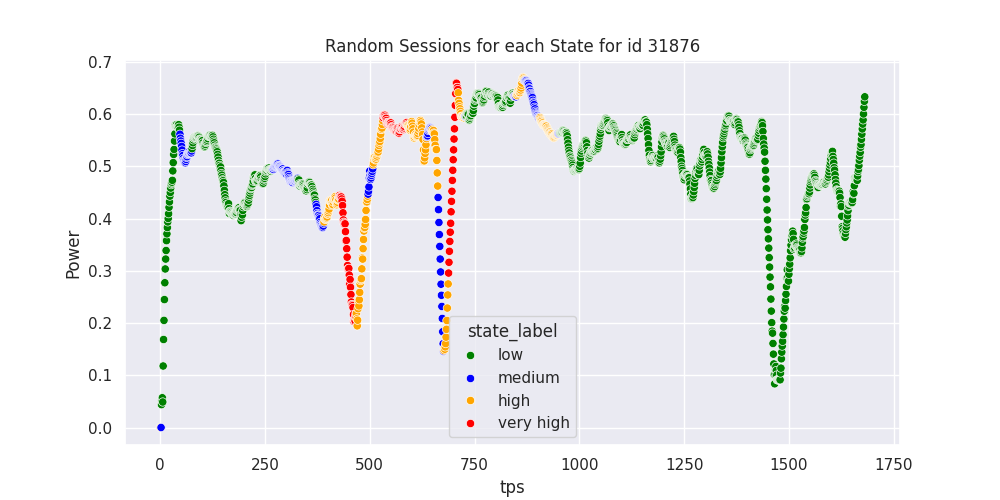 Random Sessions for each State for id 31876
Power
0.7
0.6
0.5
0.4
0.3
0.2
0.1
0.0
state_label
low
medium
high
very high
0 250 500 750 1000 1250 1500 1750
tps